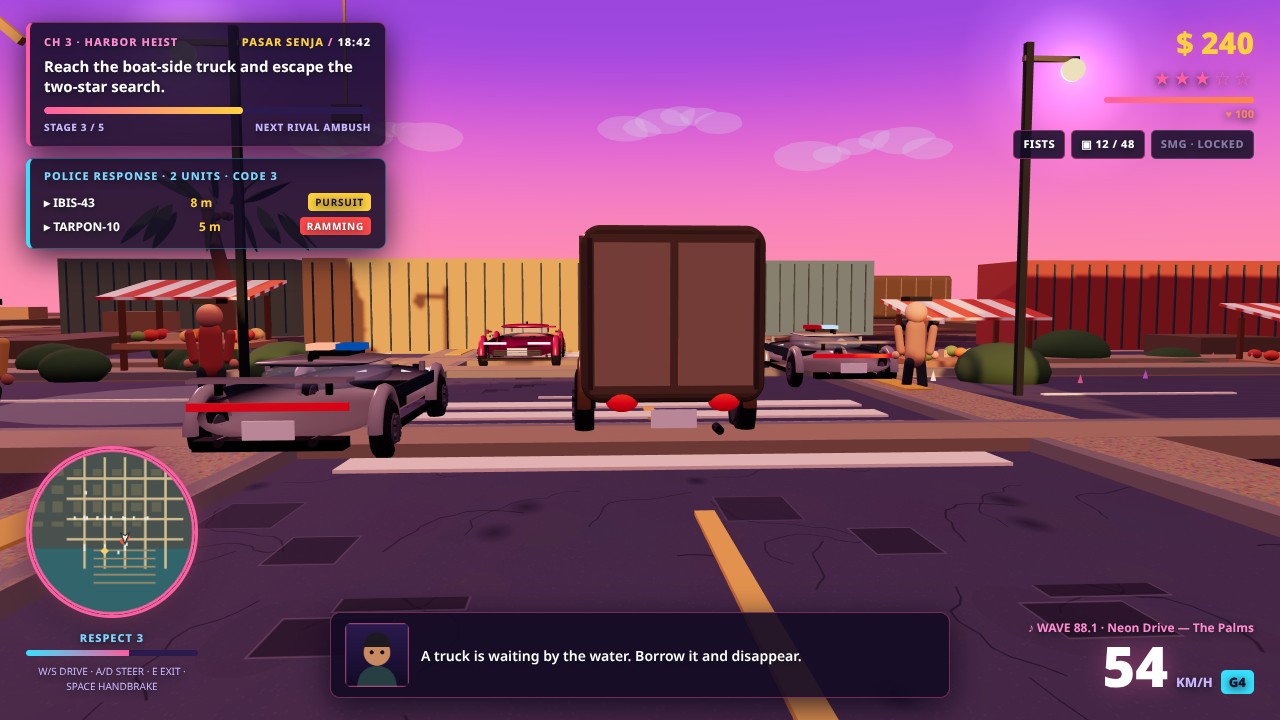 CH 3 · HARBOR HEIST
PASAR SENJA / 18:42
Reach the boat-side truck and escape the
two-star search.
STAGE 3 / 5
NEXT RIVAL AMBUSH
POLICE RESPONSE · 2 UNITS · CODE 3
▸ IBIS-43 8 m PURSUIT
▸ TARPON-10 5 m RAMMING
$ 240
★★★☆☆
♥ 100
FISTS
▣ 12 / 48
SMG · LOCKED
RESPECT 3
W/S DRIVE · A/D STEER · E EXIT ·
SPACE HANDBRAKE
A truck is waiting by the water. Borrow it and disappear.
♪ WAVE 88.1 · Neon Drive — The Palms
54 KM/H G4